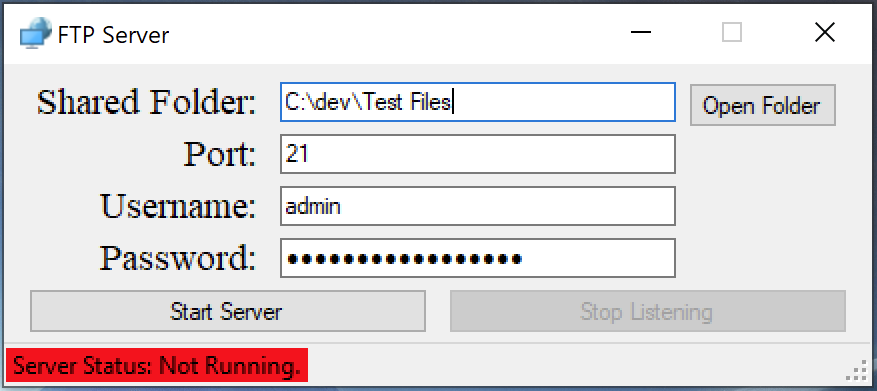 FTP Server
Shared Folder: C:\dev\Test Files Open Folder
Port: 21
Username: admin
Password: •••••••••••••••••
Start Server Stop Listening
Server Status: Not Running.